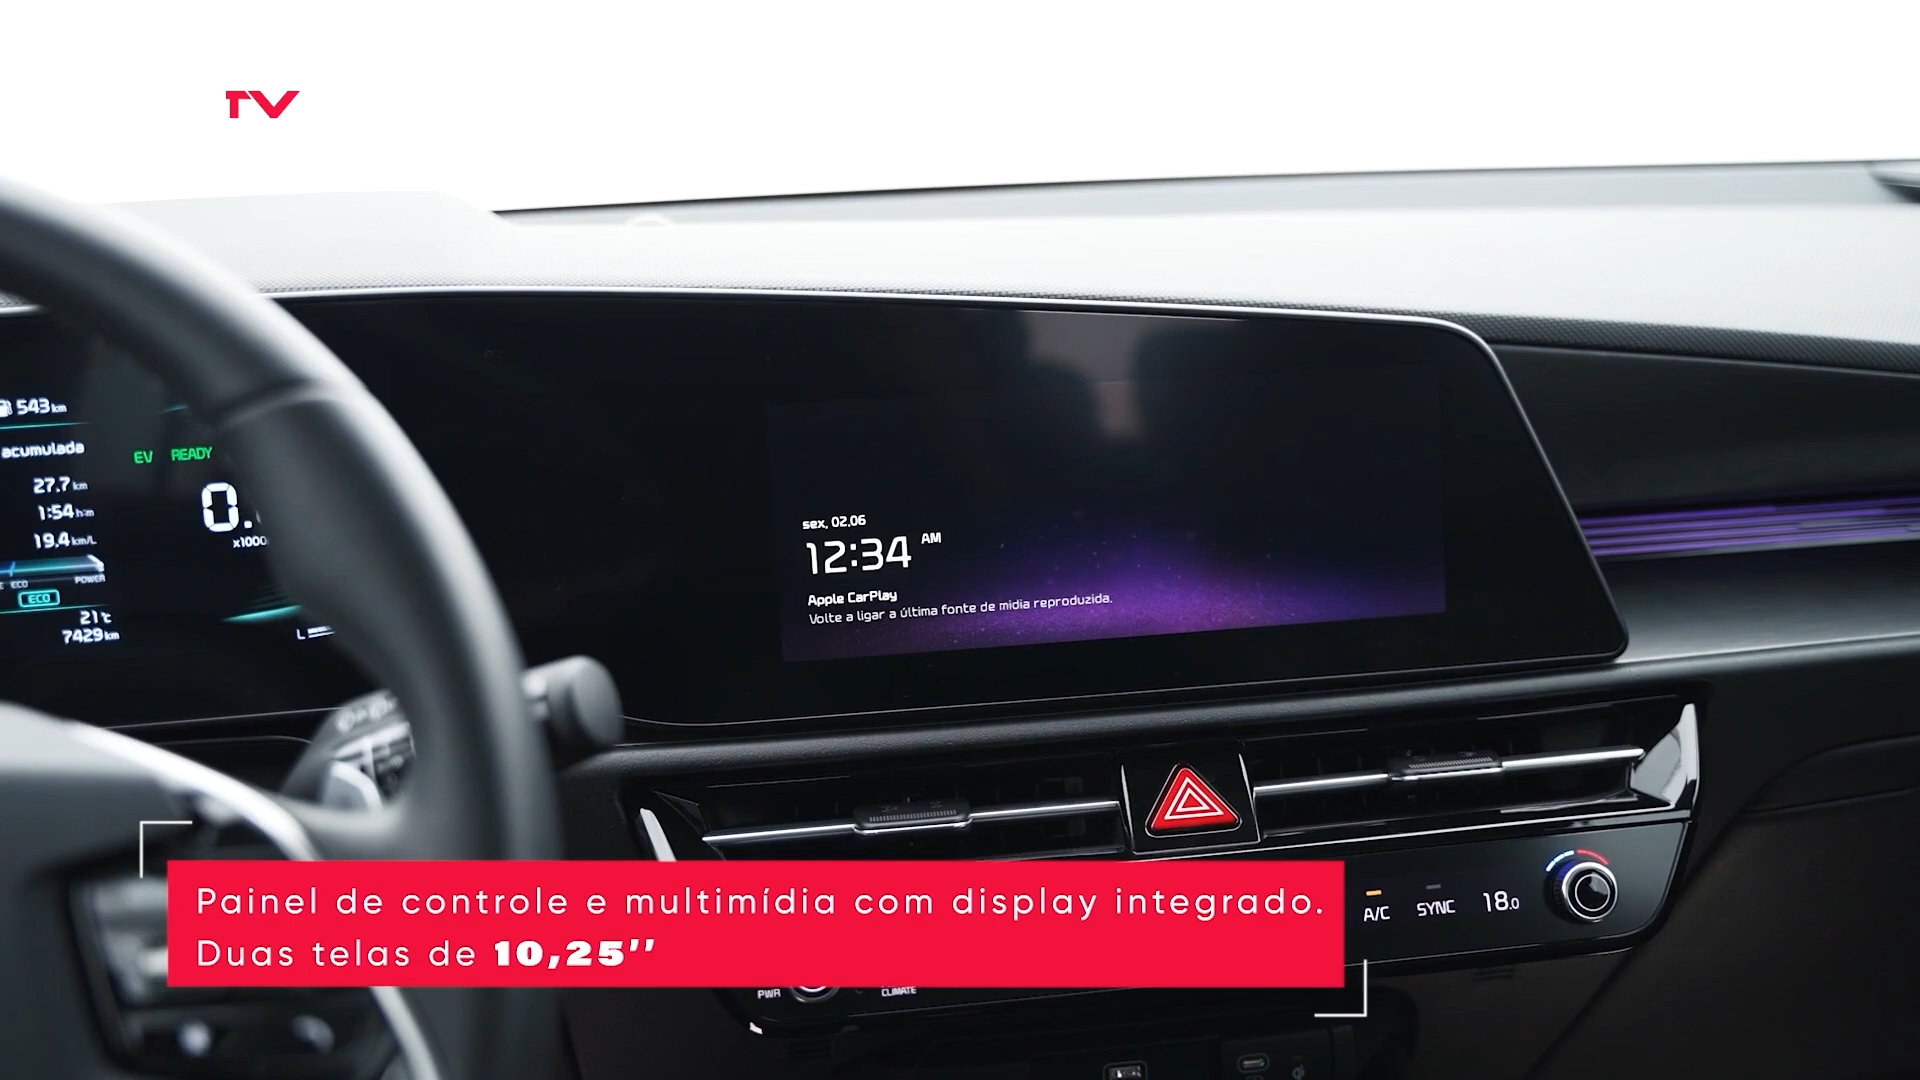 TV
543 km
acumulada
EV READY
27.7 km
1:54 h:m
19.4 km/L
0.
x1000
ECO POWER
ECO
21℃
7429 km
L
sex, 02.06
12:34 AM
Apple CarPlay
Volte a ligar a última fonte de midia reproduzida.
A/C SYNC 18.0
Painel de controle e multimídia com display integrado.
Duas telas de 10,25’’
PWR CLIMATE